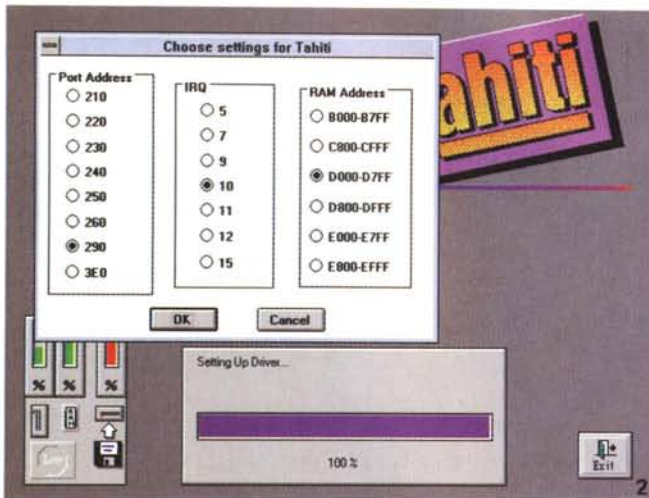 Choose settings for Tahiti
Port Address
210
220
230
240
250
260
290
3E0
IRQ
5
7
9
10
11
12
15
RAM Address
B000-B7FF
C800-CFFF
D000-D7FF
D800-DFFF
E000-E7FF
E800-EFFF
OK
Cancel
ahiti
% % %
Setting Up Driver...
100 %
Exit
2